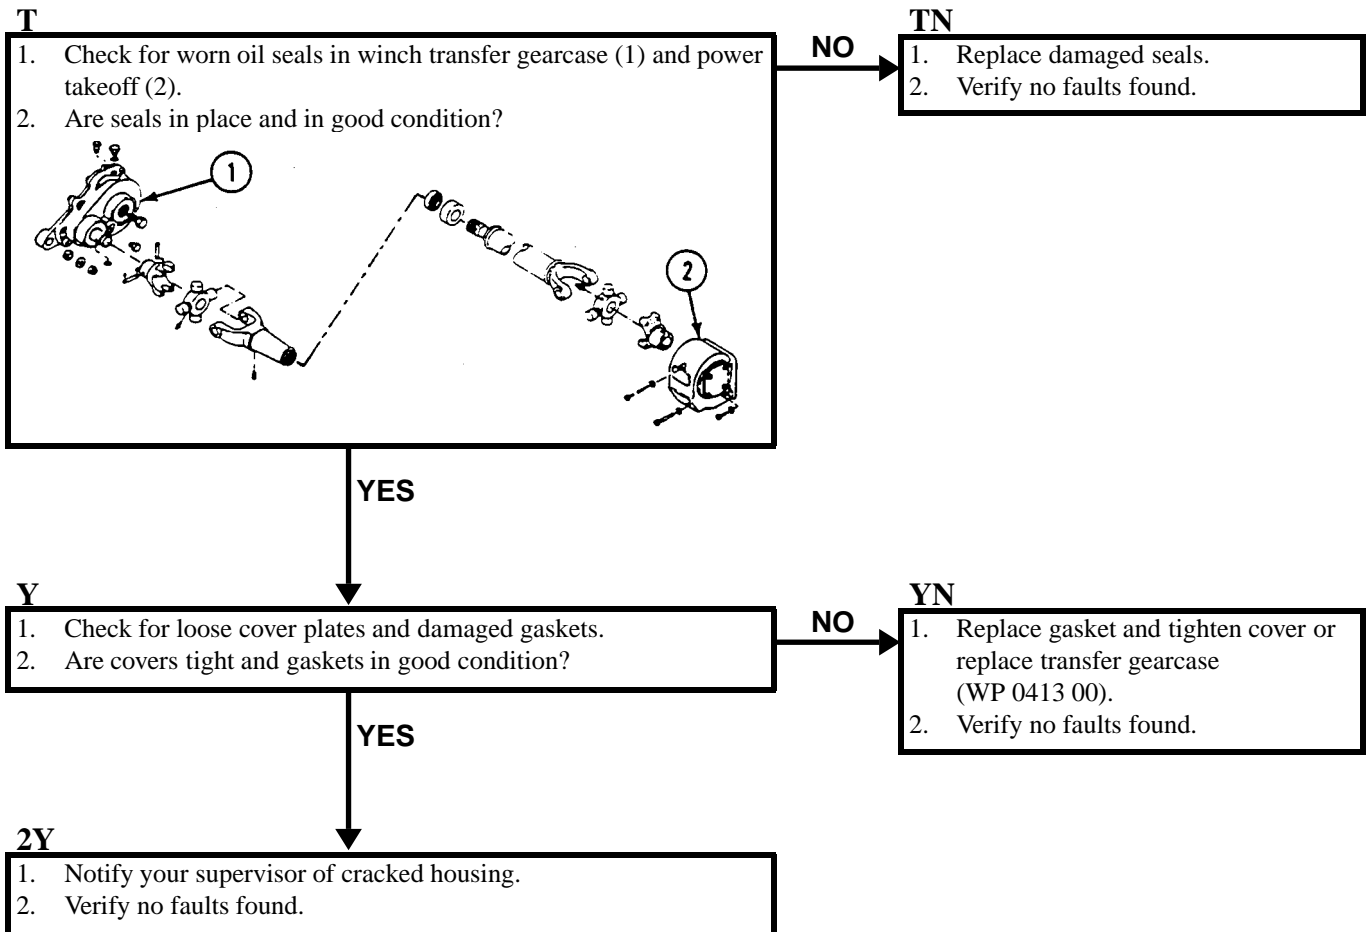 T
1. Check for worn oil seals in winch transfer gearcase (1) and power
takeoff (2).
2. Are seals in place and in good condition?
1
2
NO
TN
1. Replace damaged seals.
2. Verify no faults found.
YES
Y
1. Check for loose cover plates and damaged gaskets.
2. Are covers tight and gaskets in good condition?
NO
YN
1. Replace gasket and tighten cover or
replace transfer gearcase
(WP 0413 00).
2. Verify no faults found.
YES
2Y
1. Notify your supervisor of cracked housing.
2. Verify no faults found.